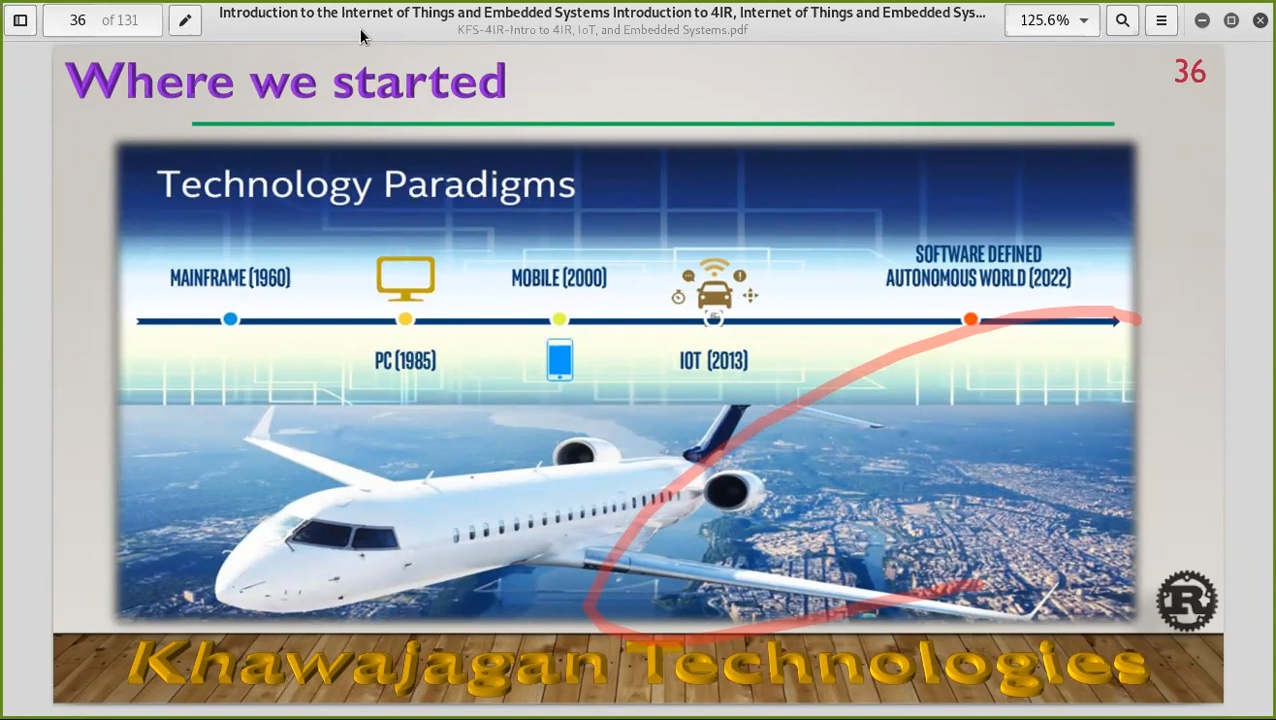 36 of 131
Introduction to the Internet of Things and Embedded Systems Introduction to 4IR, Internet of Things and Embedded Sys...
KFS-4IR-Intro to 4IR, IoT, and Embedded Systems.pdf
125.6%
Where we started
36
Technology Paradigms
MAINFRAME (1960)
MOBILE (2000)
SOFTWARE DEFINED
AUTONOMOUS WORLD (2022)
PC (1985)
IOT (2013)
R
Khawajagan Technologies